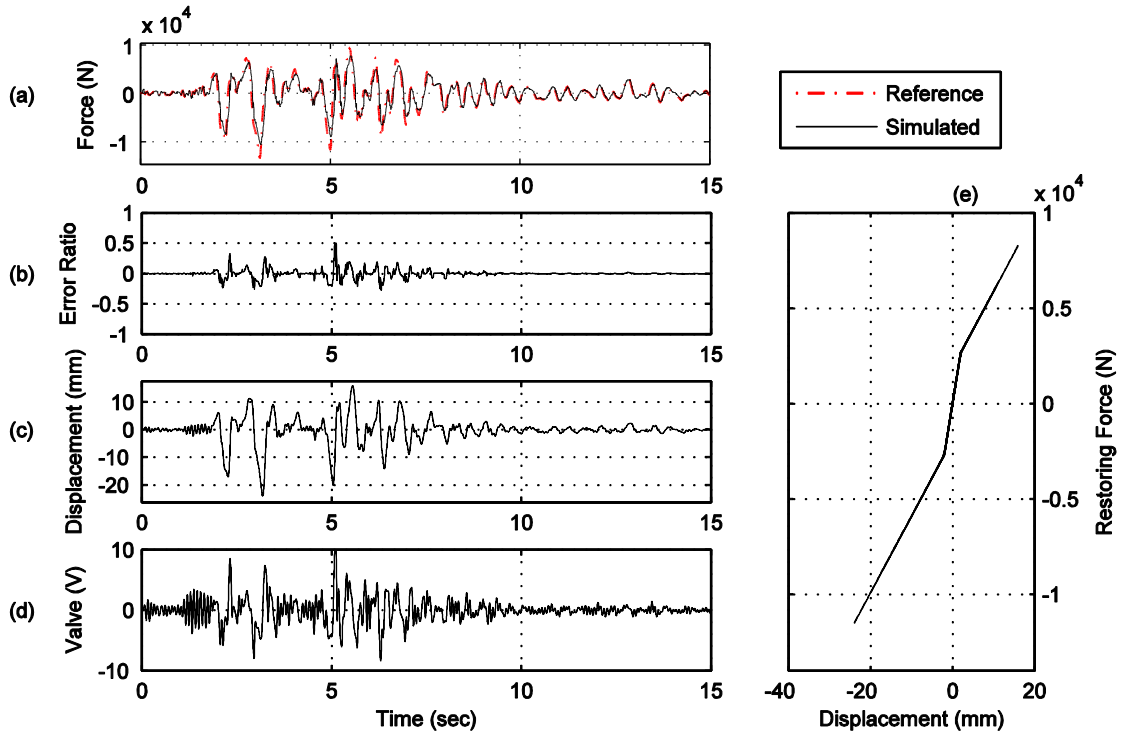 x 10^4
1
0
-1
Force (N)
(a)
0
5
10
15
Reference
Simulated
1
0.5
0
-0.5
-1
Error Ratio
(b)
0
5
10
15
10
0
-10
-20
Displacement (mm)
(c)
0
5
10
15
10
0
-10
Valve (V)
(d)
0
5
10
15
Time (sec)
(e)
x 10^4
1
0.5
0
-0.5
-1
Restoring Force (N)
-40
-20
0
20
Displacement (mm)